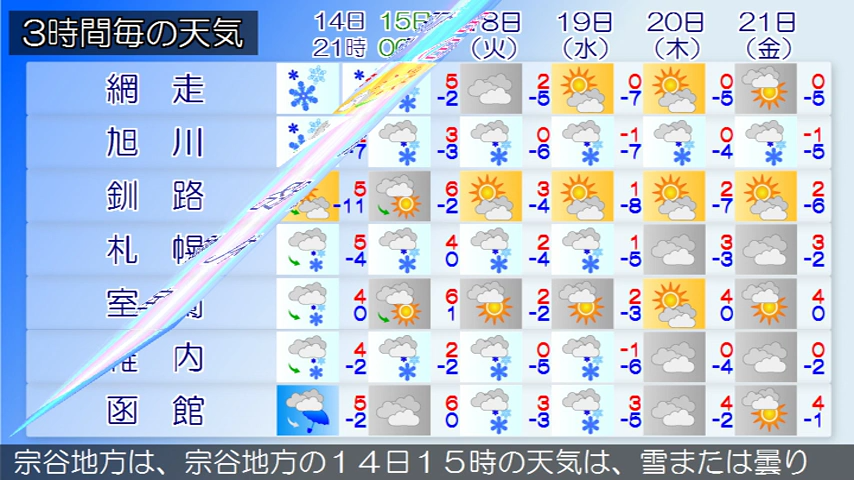 3時間毎の天気
14日 15日 8日 19日 20日 21日
21時 (火) (水) (木) (金)
5 2 0 0 0
網走
-2 -5 -7 -5 -5
3 0 -1 0 -1
旭川
-7 -3 -6 -7 -4 -5
5 6 3 1 2 2
釧路
-11 -2 -4 -8 -7 -6
5 4 2 1 3 3
札幌
-4 0 -4 -5 -3 -2
4 6 2 2 4 4
室
0 1 -2 -3 0 0
4 2 0 -1 0 0
稚内
-2 -2 -5 -6 -4 -2
5 6 3 3 4 4
函館
-2 0 -3 -5 -2 -1
宗谷地方は、宗谷地方の14日15時の天気は、雪または曇り